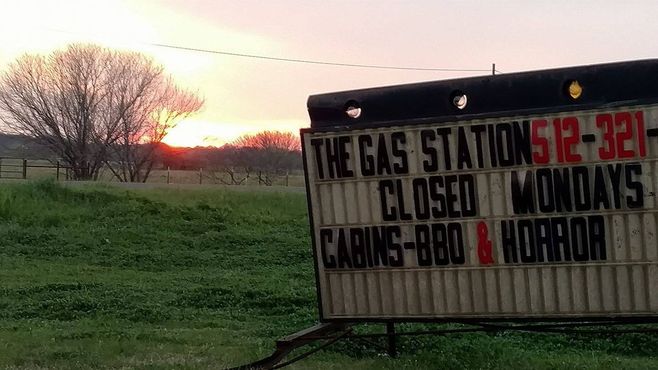 THE GAS STATION 512-321-
CLOSED MONDAYS
CABINS-BBQ & HORROR